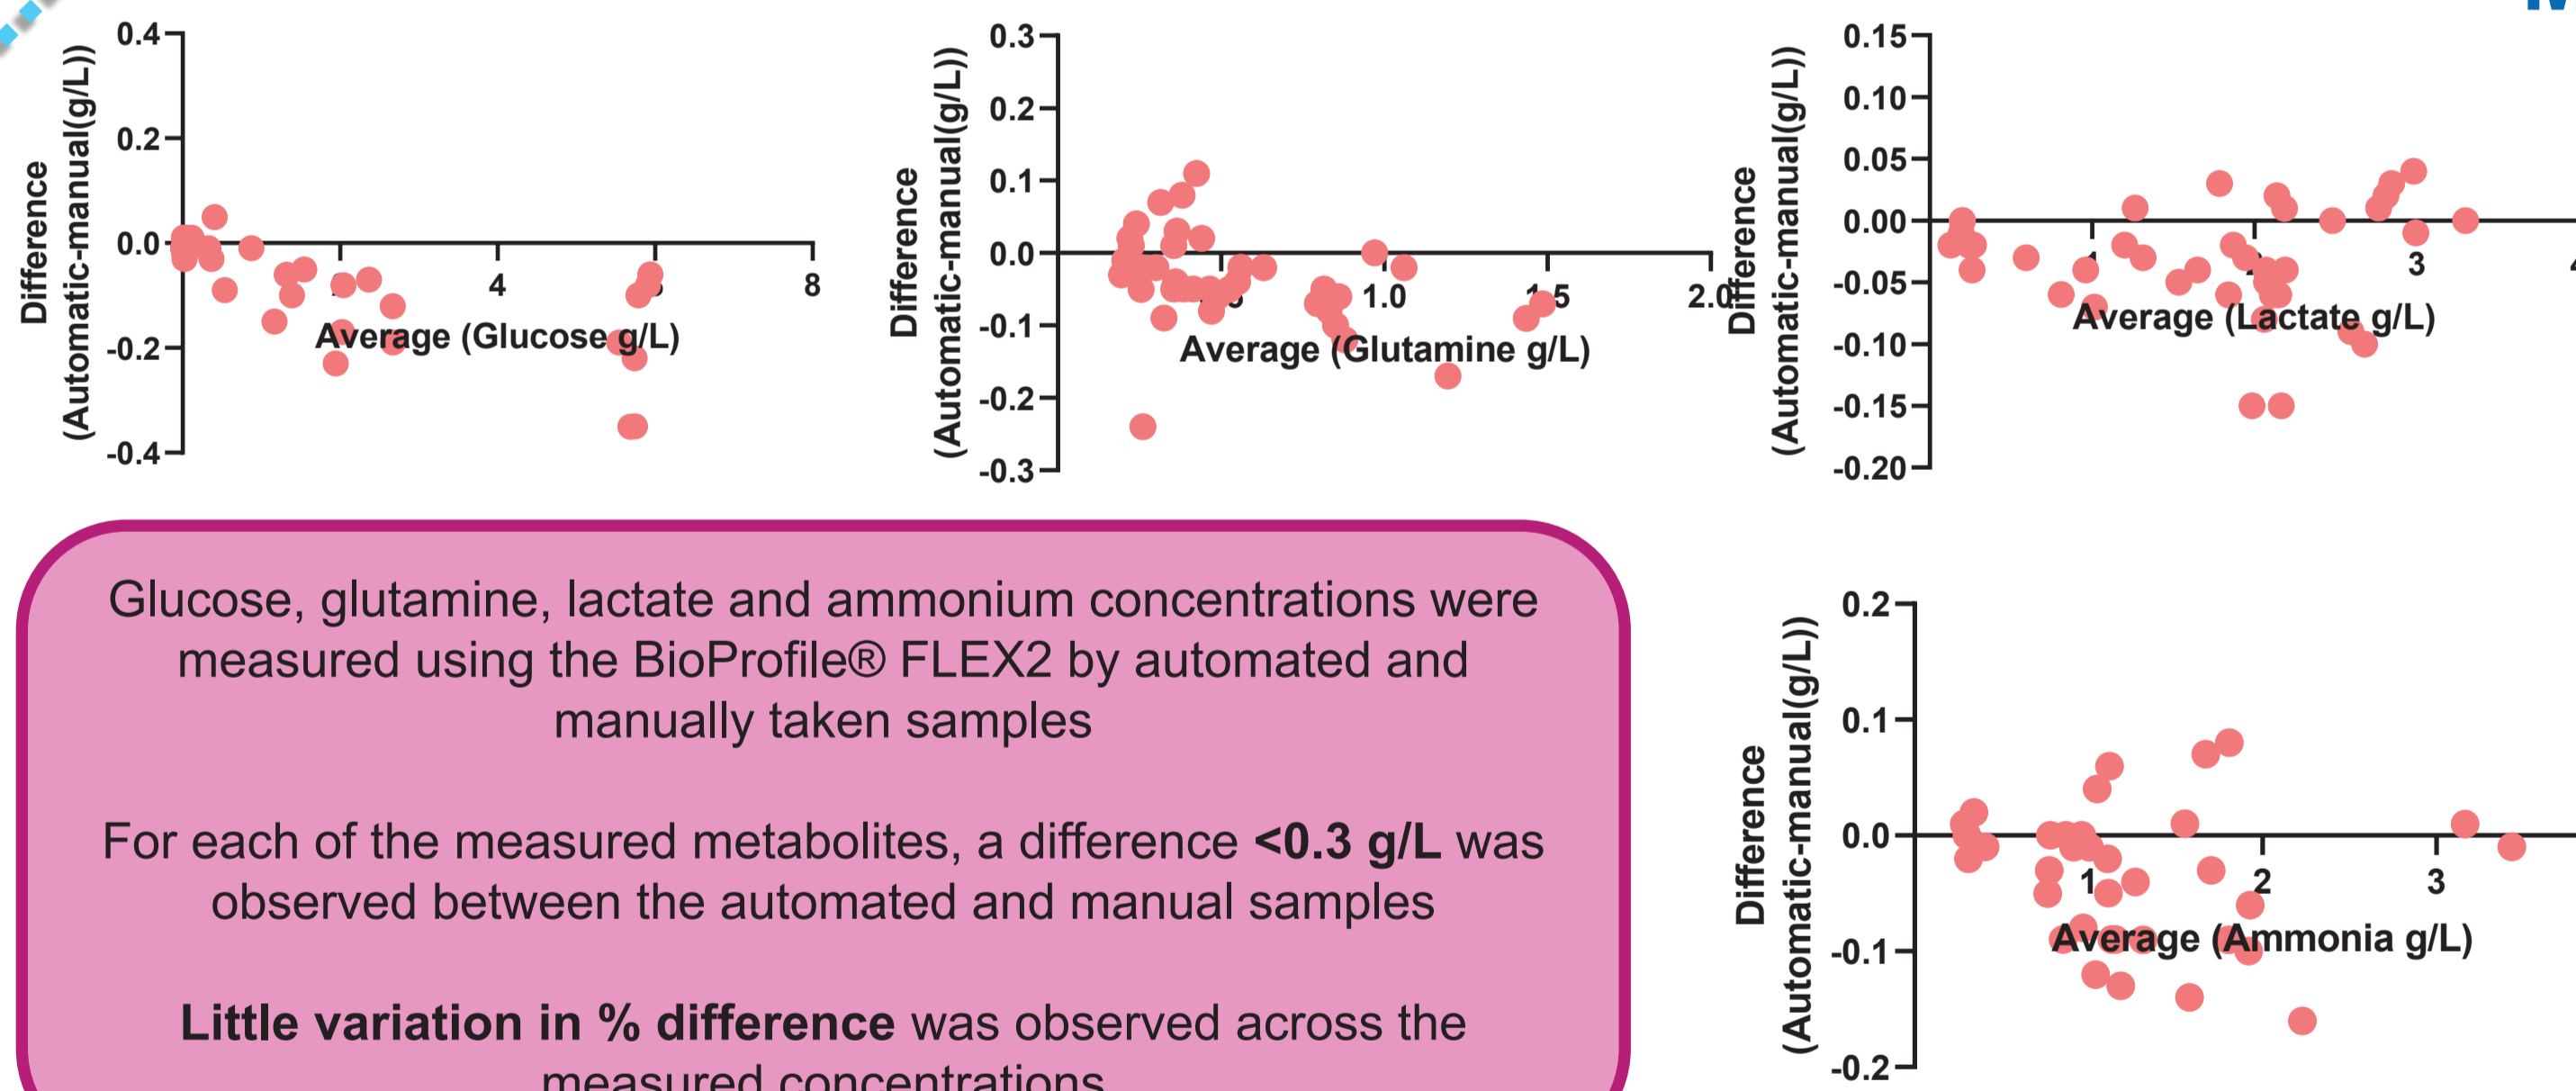 0.4
0.2
0.0
-0.2
-0.4
Difference
(Automatic-manual(g/L))
4
8
Average (Glucose g/L)
0.3
0.2
0.1
0.0
-0.1
-0.2
-0.3
Difference
(Automatic-manual(g/L))
1.0
2.0
Average (Glutamine g/L)
0.15
0.10
0.05
0.00
-0.05
-0.10
-0.15
-0.20
Difference
(Automatic-manual(g/L))
1
2
3
Average (Lactate g/L)
Glucose, glutamine, lactate and ammonium concentrations were
measured using the BioProfile® FLEX2 by automated and
manually taken samples
For each of the measured metabolites, a difference <0.3 g/L was
observed between the automated and manual samples
Little variation in % difference was observed across the
measured concentrations
0.2
0.1
0.0
-0.1
-0.2
Difference
(Automatic-manual(g/L))
1
2
3
Average (Ammonia g/L)